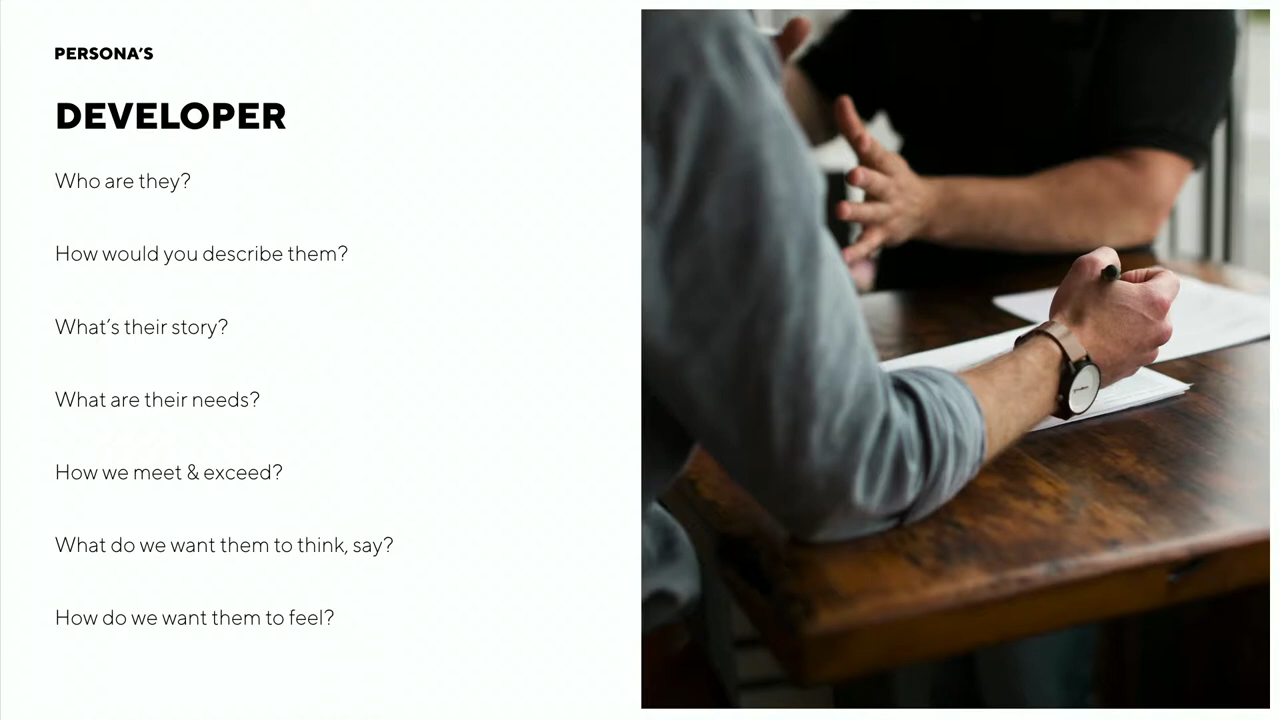 PERSONA’S
DEVELOPER
Who are they?
How would you describe them?
What’s their story?
What are their needs?
How we meet & exceed?
What do we want them to think, say?
How do we want them to feel?